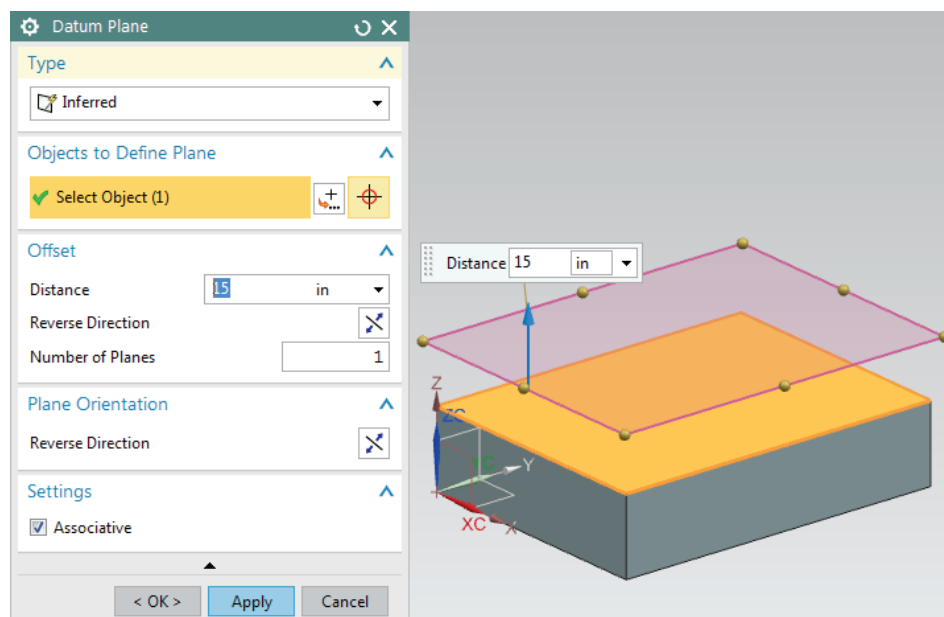 Datum Plane
Type
Inferred
Objects to Define Plane
Select Object (1)
Offset
Distance 15 in
Reverse Direction
Number of Planes 1
Plane Orientation
Reverse Direction
Settings
Associative
< OK > Apply Cancel
Distance 15 in
Z
ZC
YC
Y
XC
X